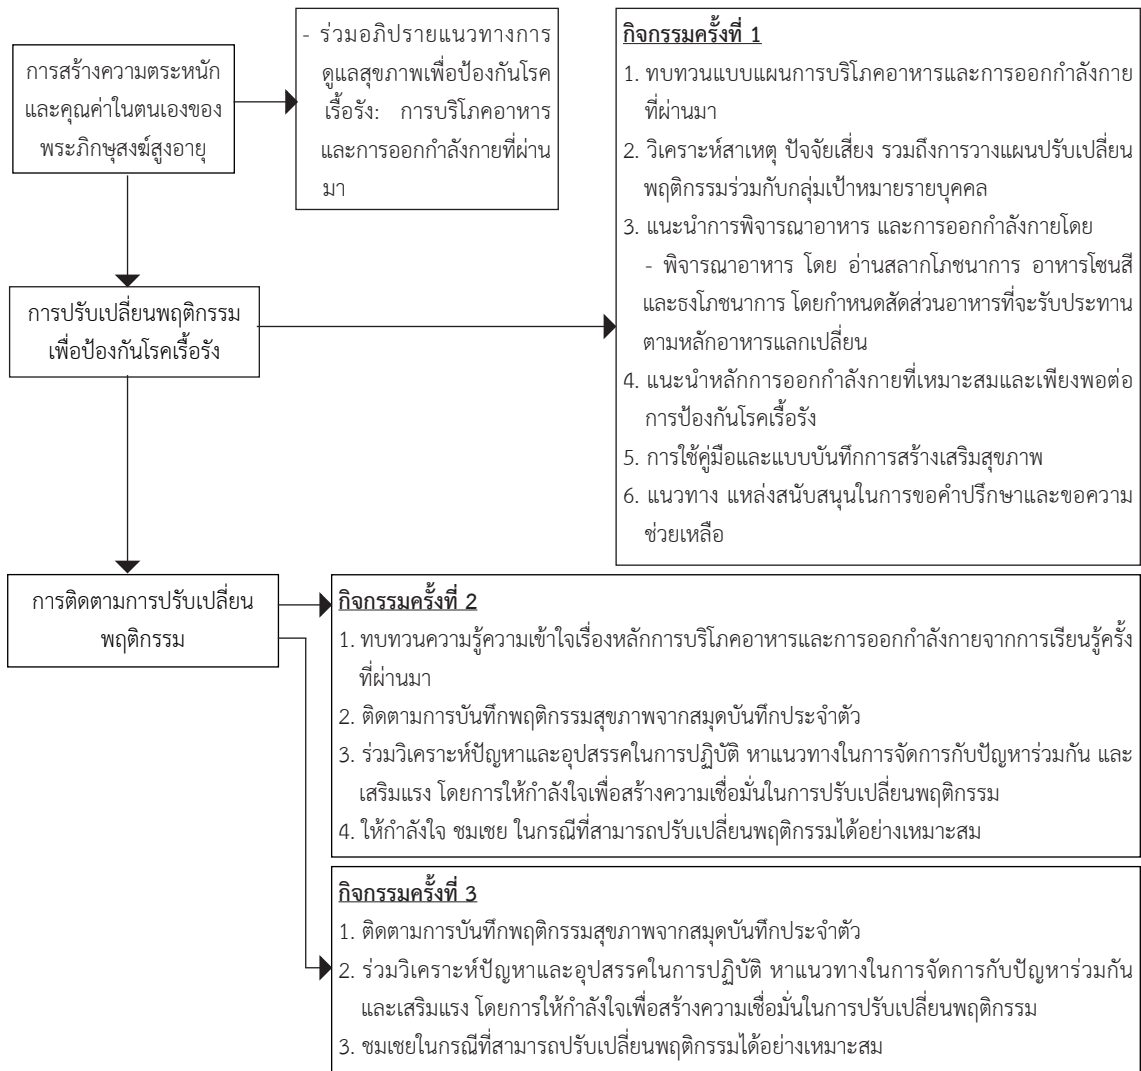 การสร้างความตระหนัก
และคุณค่าในตนเองของ
พระภิกษุสงฆ์สูงอายุ
- ร่วมอภิปรายแนวทางการ
ดูแลสุขภาพเพื่อป้องกันโรค
เรื้อรัง: การบริโภคอาหาร
และการออกกำลังกายที่ผ่าน
มา
กิจกรรมครั้งที่ 1
1. ทบทวนแบบแผนการบริโภคอาหารและการออกกำลังกาย
ที่ผ่านมา
2. วิเคราะห์สาเหตุ ปัจจัยเสี่ยง รวมถึงการวางแผนปรับเปลี่ยน
พฤติกรรมร่วมกับกลุ่มเป้าหมายรายบุคคล
3. แนะนำการพิจารณาอาหาร และการออกกำลังกายโดย
- พิจารณาอาหาร โดย อ่านสลากโภชนาการ อาหารโซนสี
และธงโภชนาการ โดยกำหนดสัดส่วนอาหารที่จะรับประทาน
ตามหลักอาหารแลกเปลี่ยน
4. แนะนำหลักการออกกำลังกายที่เหมาะสมและเพียงพอต่อ
การป้องกันโรคเรื้อรัง
5. การใช้คู่มือและแบบบันทึกการสร้างเสริมสุขภาพ
6. แนวทาง แหล่งสนับสนุนในการขอคำปรึกษาและขอความ
ช่วยเหลือ
การปรับเปลี่ยนพฤติกรรม
เพื่อป้องกันโรคเรื้อรัง
การติดตามการปรับเปลี่ยน
พฤติกรรม
กิจกรรมครั้งที่ 2
1. ทบทวนความรู้ความเข้าใจเรื่องหลักการบริโภคอาหารและการออกกำลังกายจากการเรียนรู้ครั้ง
ที่ผ่านมา
2. ติดตามการบันทึกพฤติกรรมสุขภาพจากสมุดบันทึกประจำตัว
3. ร่วมวิเคราะห์ปัญหาและอุปสรรคในการปฏิบัติ หาแนวทางในการจัดการกับปัญหาร่วมกัน และ
เสริมแรง โดยการให้กำลังใจเพื่อสร้างความเชื่อมั่นในการปรับเปลี่ยนพฤติกรรม
4. ให้กำลังใจ ชมเชย ในกรณีที่สามารถปรับเปลี่ยนพฤติกรรมได้อย่างเหมาะสม
กิจกรรมครั้งที่ 3
1. ติดตามการบันทึกพฤติกรรมสุขภาพจากสมุดบันทึกประจำตัว
2. ร่วมวิเคราะห์ปัญหาและอุปสรรคในการปฏิบัติ หาแนวทางในการจัดการกับปัญหาร่วมกัน
และเสริมแรง โดยการให้กำลังใจเพื่อสร้างความเชื่อมั่นในการปรับเปลี่ยนพฤติกรรม
3. ชมเชยในกรณีที่สามารถปรับเปลี่ยนพฤติกรรมได้อย่างเหมาะสม